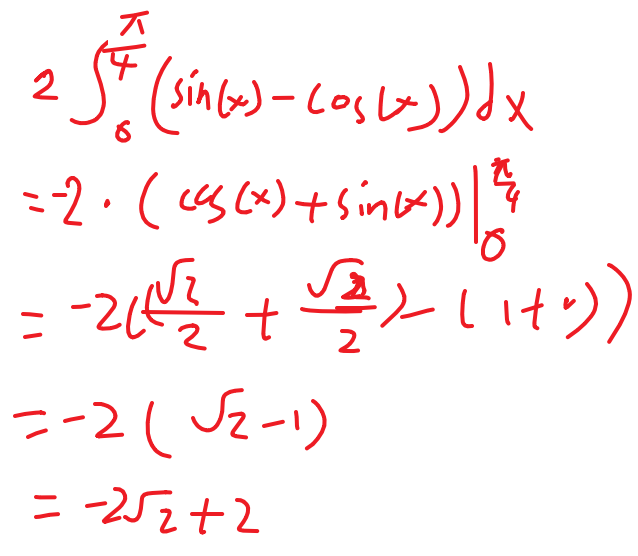 2 ∫₀^{π/4} (sin(x) - cos(x)) dx
= -2 · (cos(x) + sin(x)) |₀^{π/4}
= -2((√2/2 + √2/2) - (1+0))
= -2(√2 - 1)
= -2√2 + 2